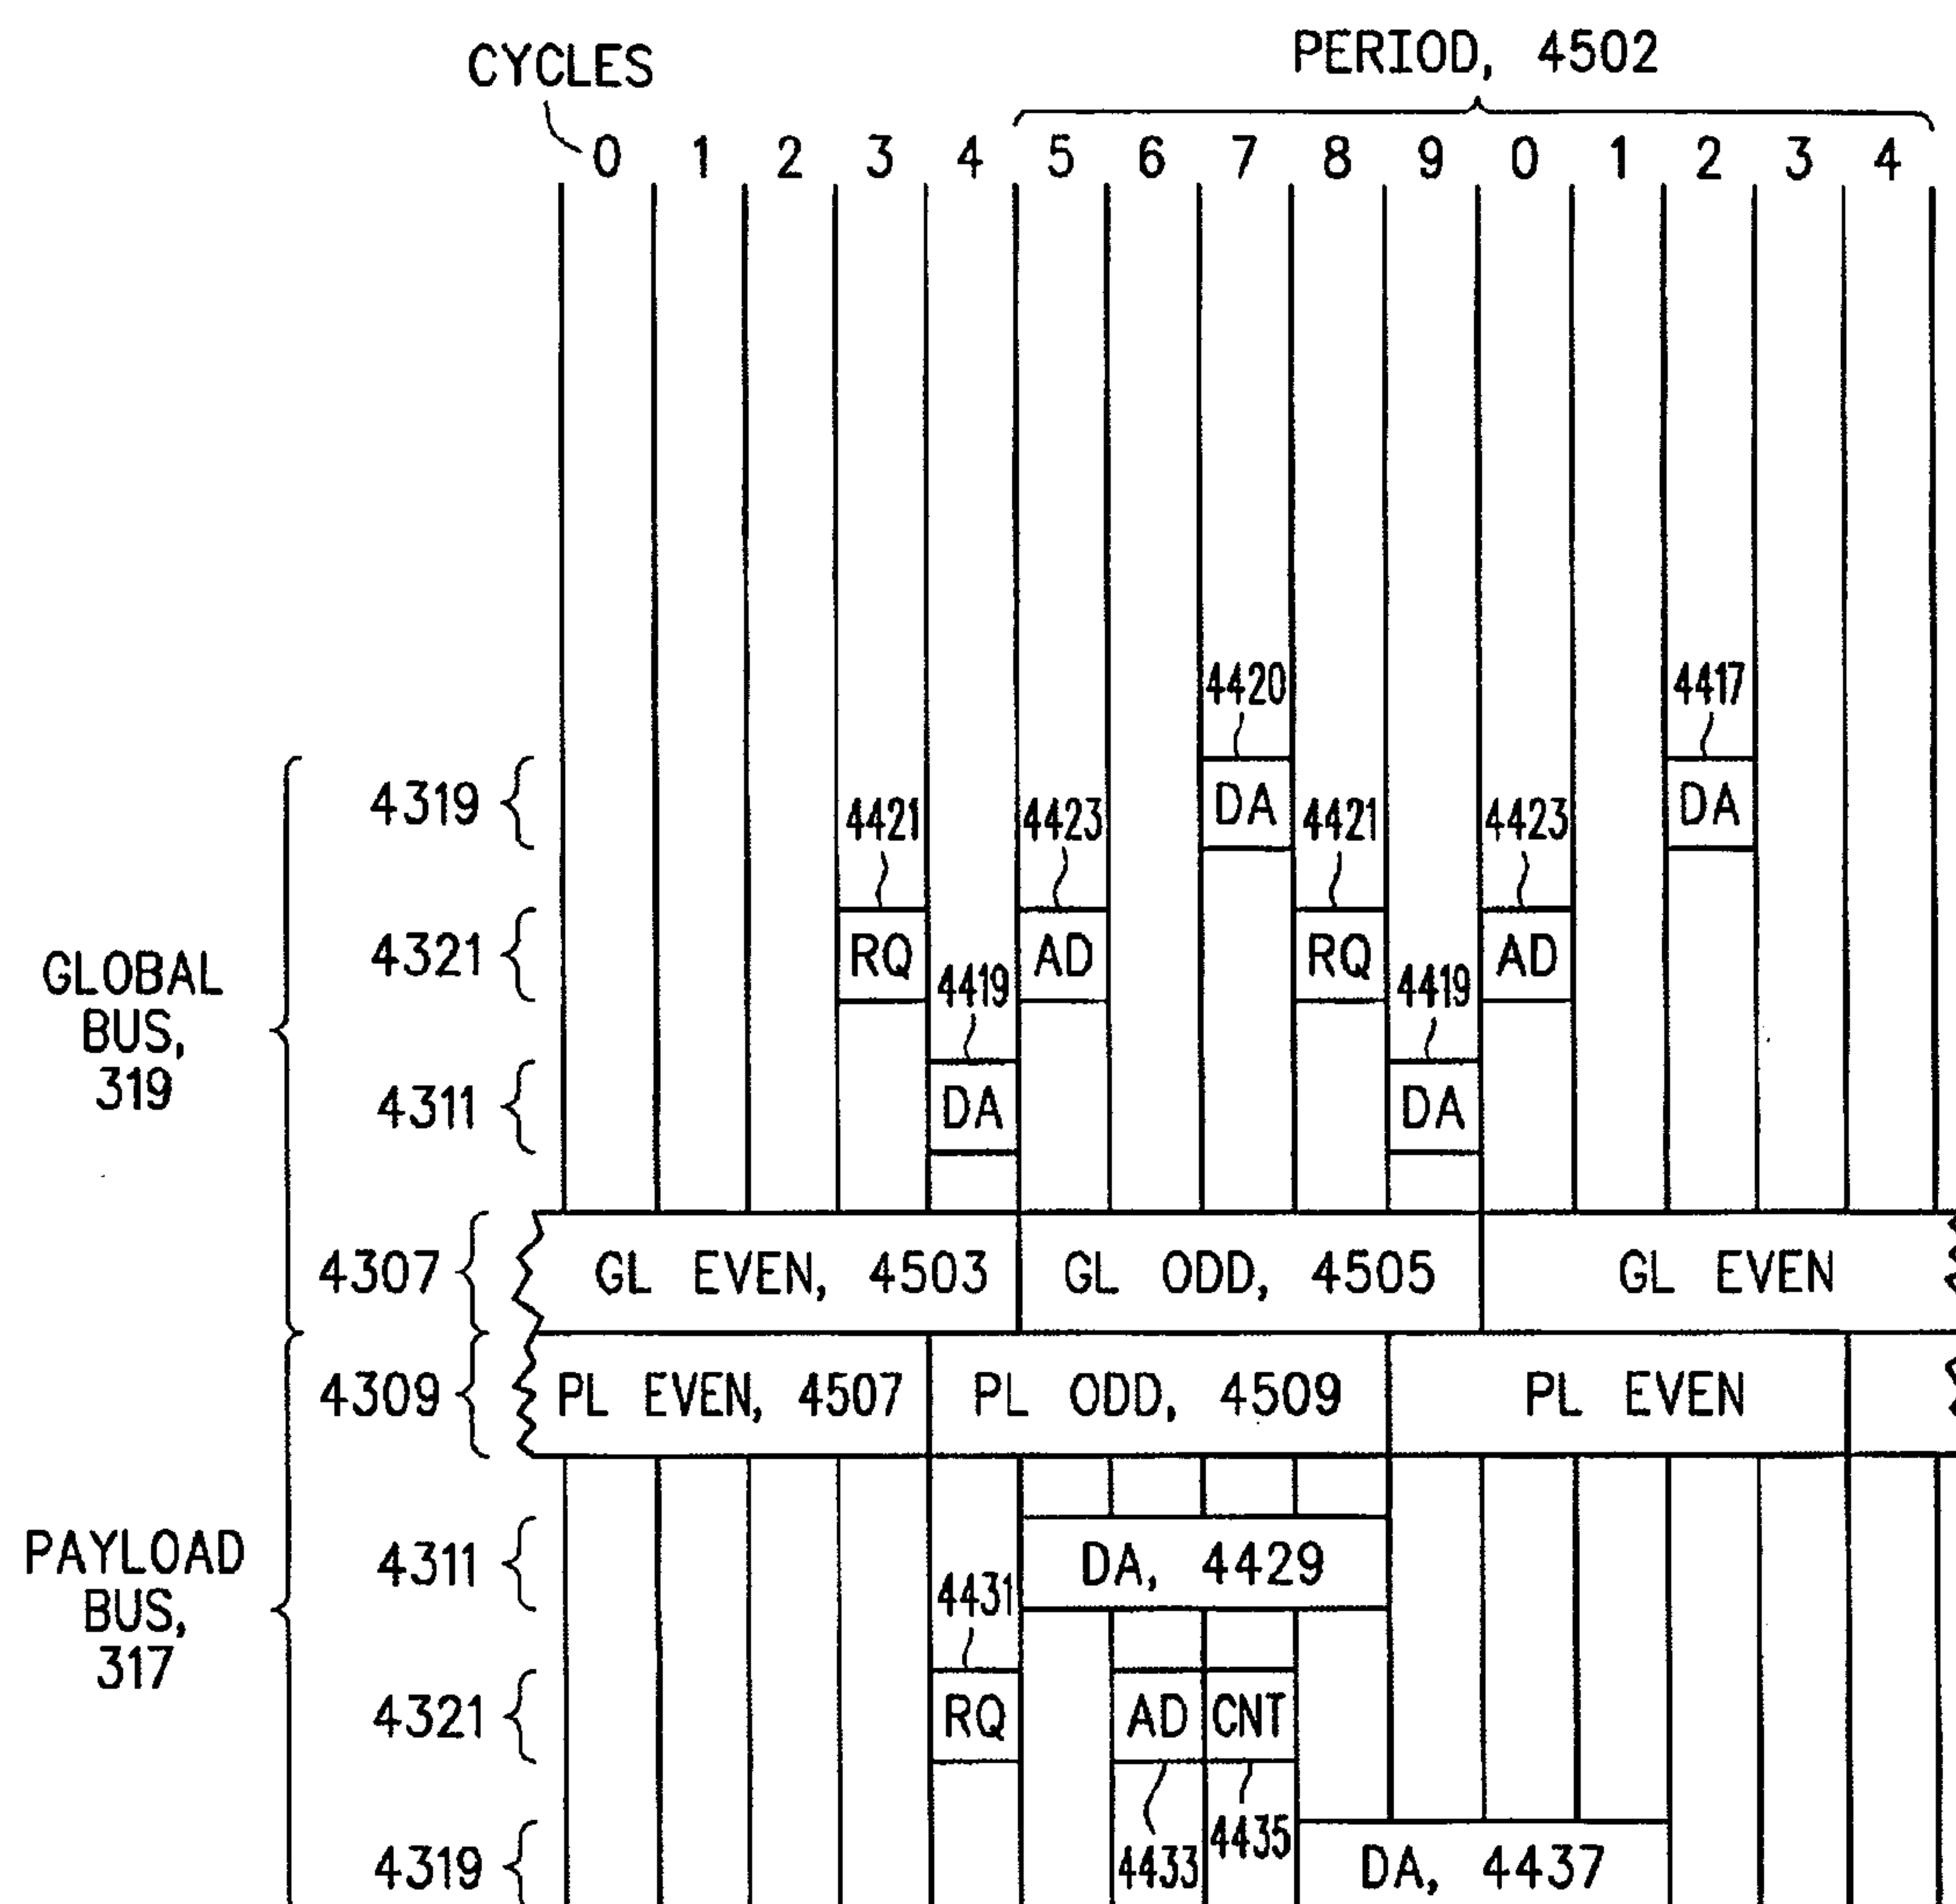 CYCLES
PERIOD, 4502
0 1 2 3 4 5 6 7 8 9 0 1 2 3 4
4420 4417
4319 DA DA
4421 4423 4421 4423
4321 RQ AD RQ AD
4419 4419
4311 DA DA
GLOBAL
BUS,
319
4307 GL EVEN, 4503 GL ODD, 4505 GL EVEN
4309 PL EVEN, 4507 PL ODD, 4509 PL EVEN
PAYLOAD
BUS,
317
4311 DA, 4429
4431
4321 RQ AD CNT
4433 4435
4319 DA, 4437